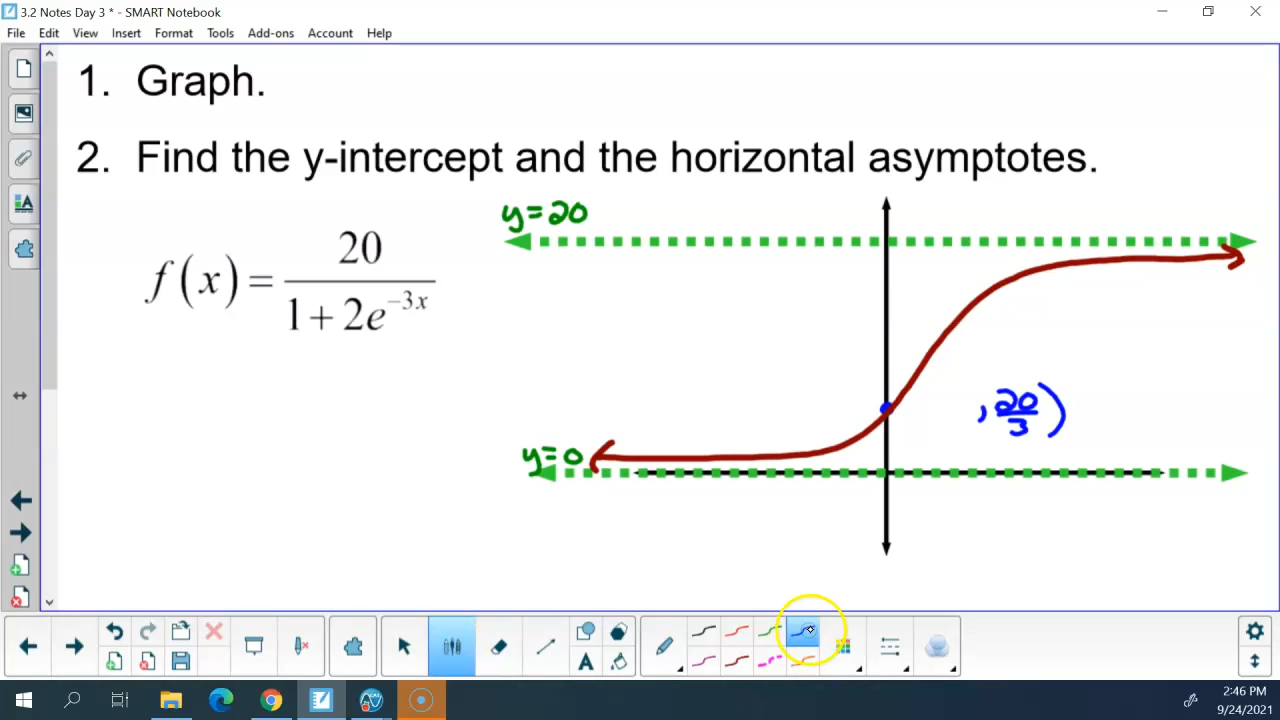 3.2 Notes Day 3 * - SMART Notebook
File Edit View Insert Format Tools Add-ons Account Help
1. Graph.
2. Find the y-intercept and the horizontal asymptotes.
y=20
f(x) = 20 / 1 + 2e^{-3x}
, 20/3)
y=0
A
2:46 PM
9/24/2021